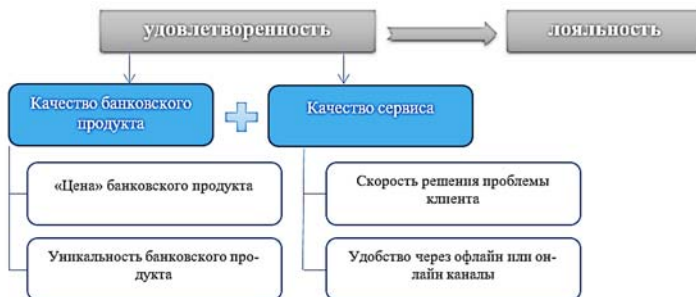 удовлетворенность
лояльность
Качество банковского
продукта
Качество сервиса
«Цена» банковского продукта
Уникальность банковского про-
дукта
Скорость решения проблемы
клиента
Удобство через офлайн или он-
лайн каналы